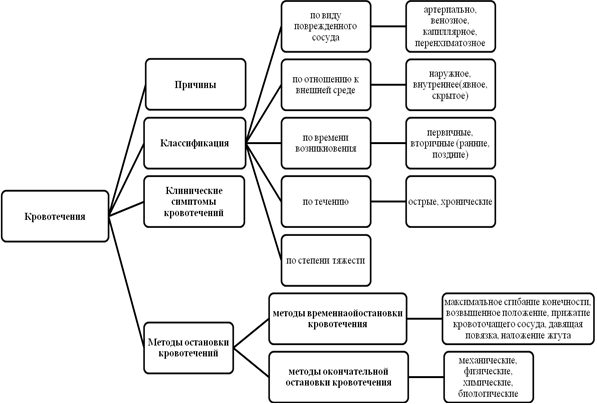 Кровотечения
Причины
Классификация
Клинические
симптомы
кровотечений
Методы остановки
кровотечений
по виду
поврежденного
сосуда
по отношению к
внешней среде
по времени
возникновения
по течению
по степени тяжести
артериально,
венозное,
капиллярное,
перенхиматозное
наружное,
внутреннее(явное,
скрытое)
первичные,
вторичные (ранние,
поздние)
острые, хронические
методы временнаойостановки
кровотечения
максимальное сгибание конечности,
возвышенное положение, прижатие
кровоточащего сосуда, давящая
повязка, наложение жгута
методы окончательной
остановки кровотечения
механические,
физические,
химические,
биологические